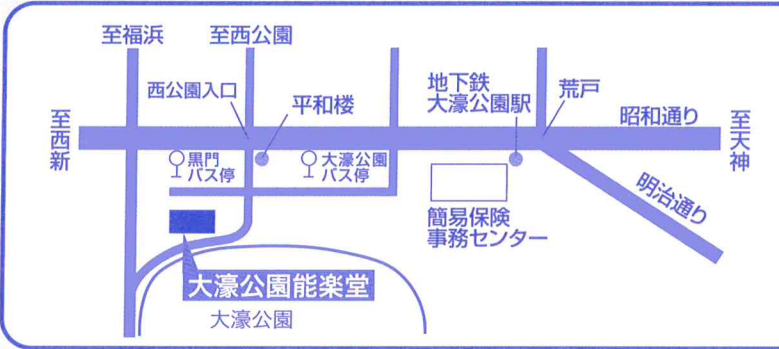 至福浜
至西公園
西公園入口
平和楼
地下鉄
大濠公園駅
荒戸
昭和通り
至西新
至天神
黒門
バス停
大濠公園
バス停
明治通り
簡易保険
事務センター
大濠公園能楽堂
大濠公園